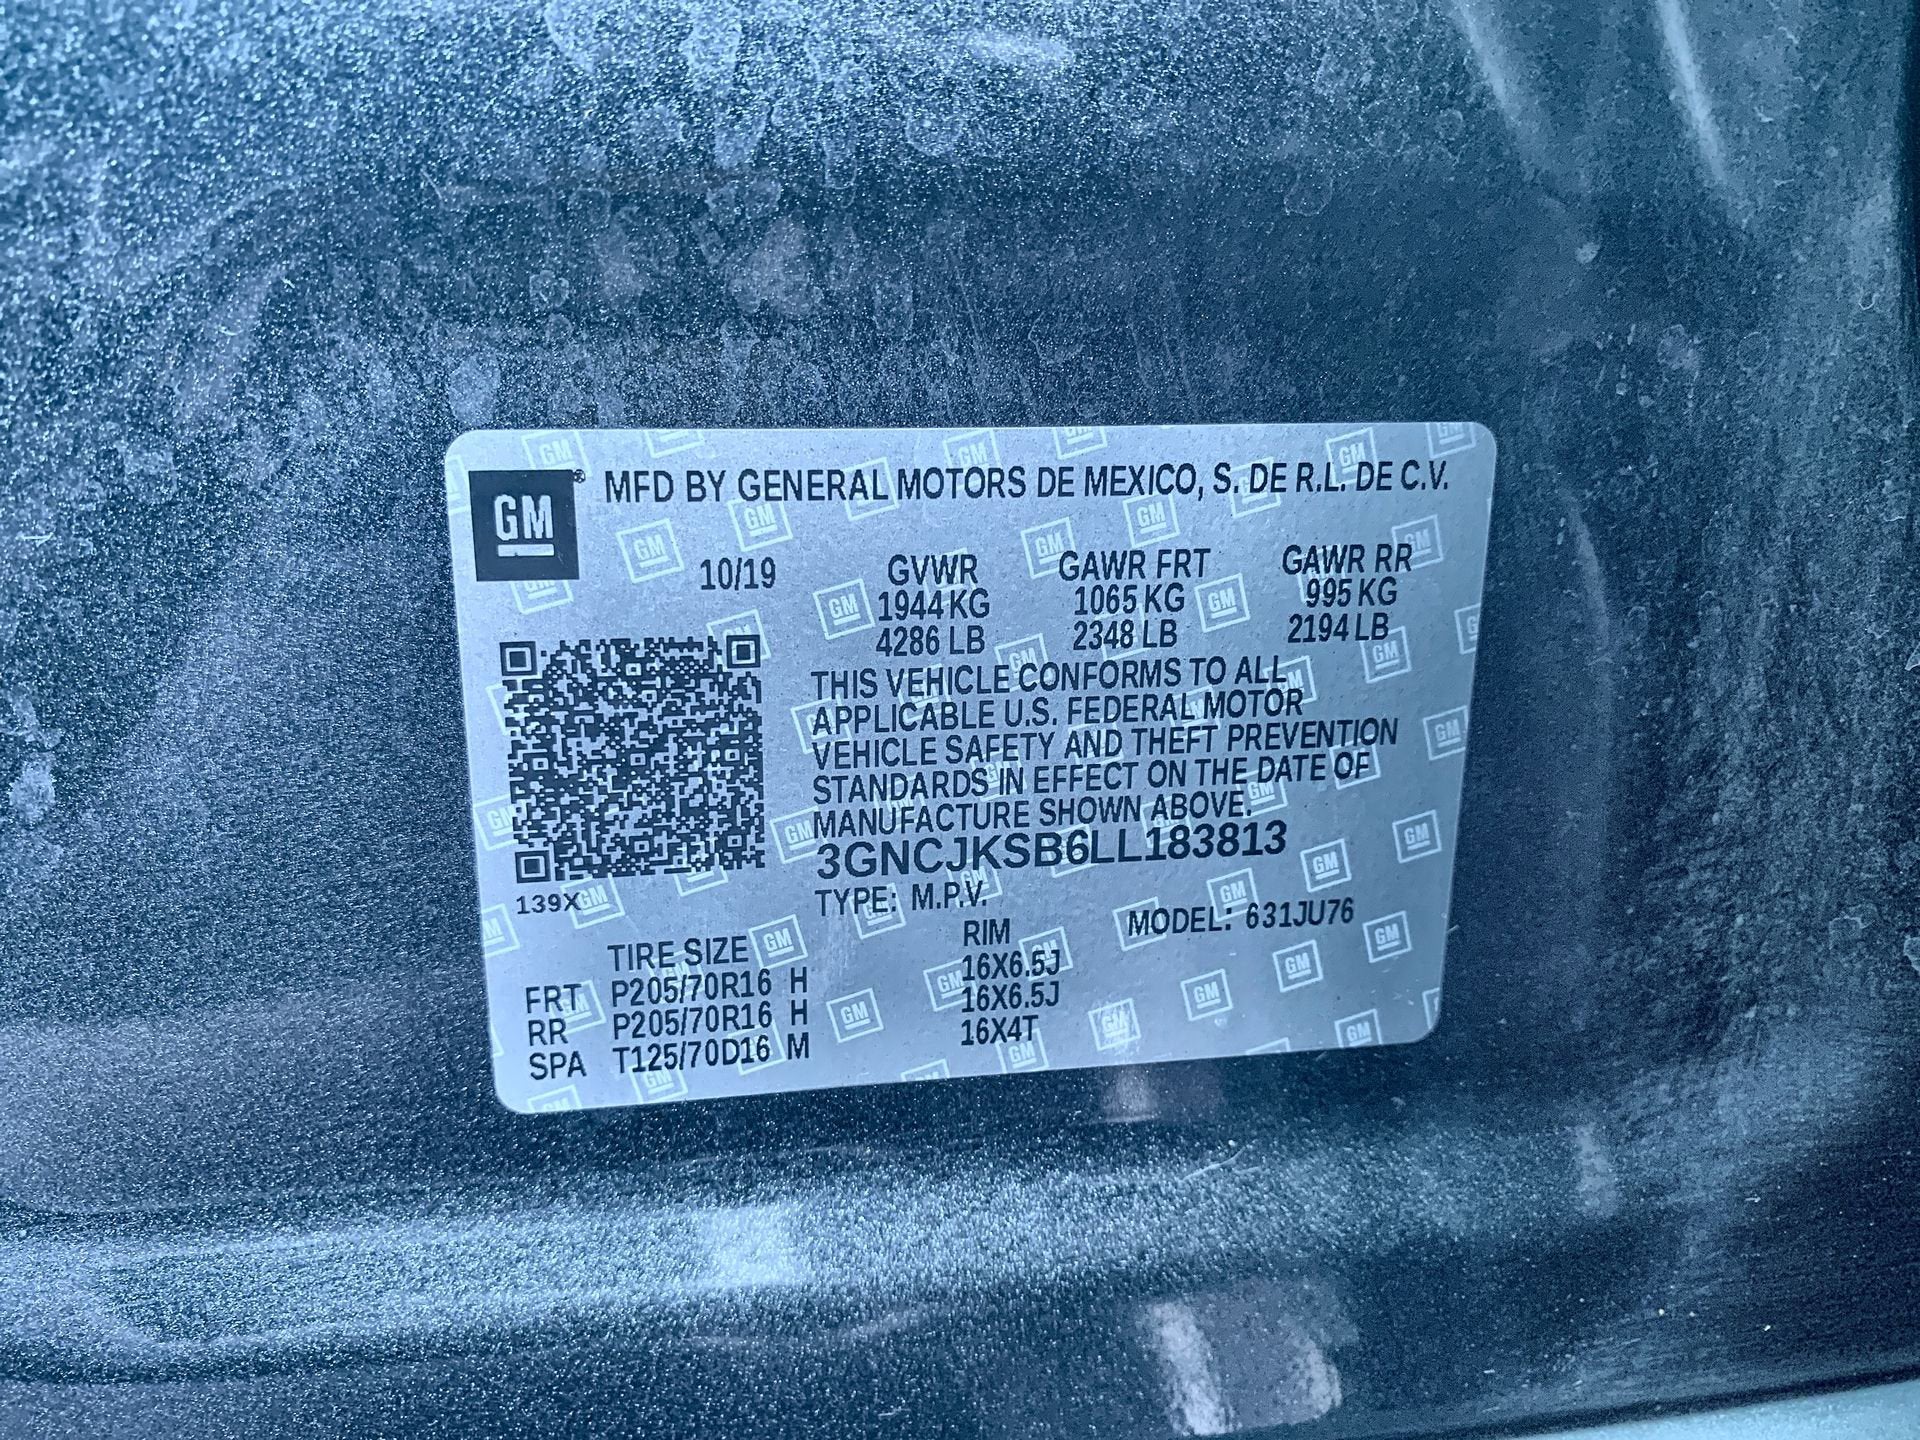 GM® MFD BY GENERAL MOTORS DE MEXICO, S. DE R.L. DE C.V.
10/19 GVWR GAWR FRT GAWR RR
1944 KG 1065 KG 995 KG
4286 LB 2348 LB 2194 LB
THIS VEHICLE CONFORMS TO ALL
APPLICABLE U.S. FEDERAL MOTOR
VEHICLE SAFETY AND THEFT PREVENTION
STANDARDS IN EFFECT ON THE DATE OF
MANUFACTURE SHOWN ABOVE.
3GNCJKSB6LL183813
139X
TYPE: M.P.V. MODEL: 631JU76
TIRE SIZE RIM
FRT P205/70R16 H 16X6.5J
RR P205/70R16 H 16X6.5J
SPA T125/70D16 M 16X4T